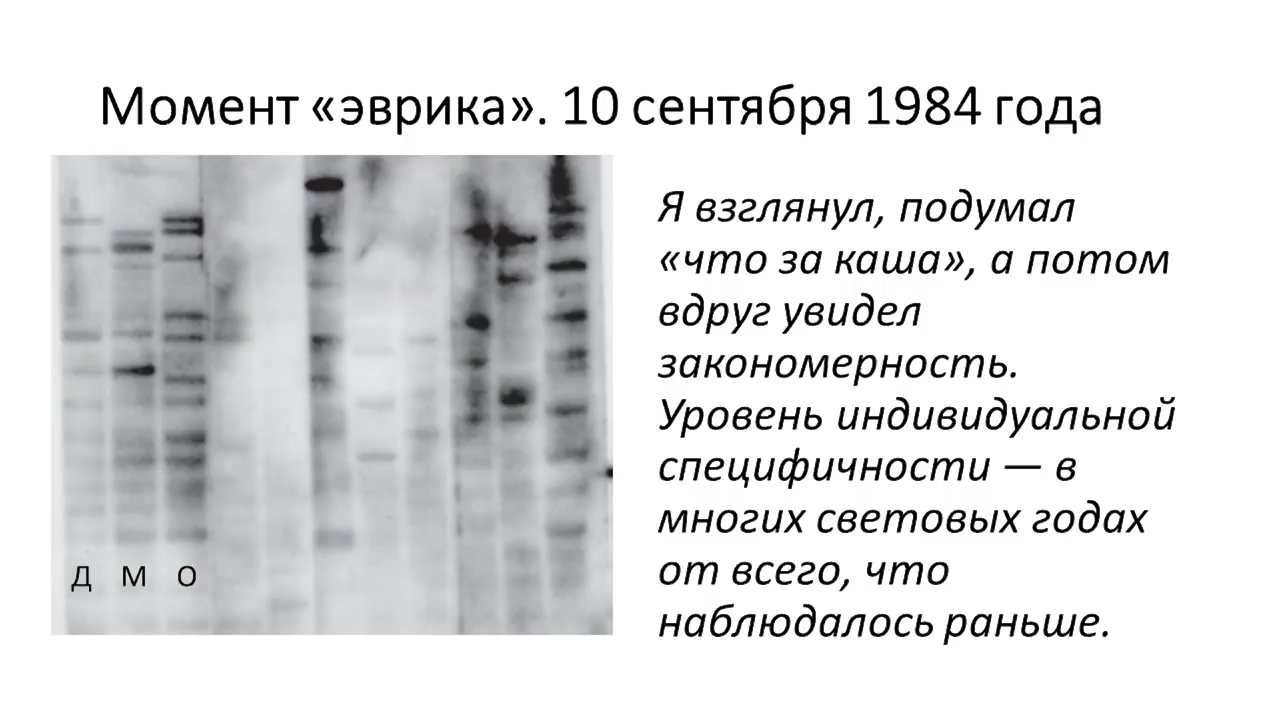 Момент «эврика». 10 сентября 1984 года
Я взглянул, подумал
«что за каша», а потом
вдруг увидел
закономерность.
Уровень индивидуальной
специфичности — в
многих световых годах
от всего, что
наблюдалось раньше.
Д М О